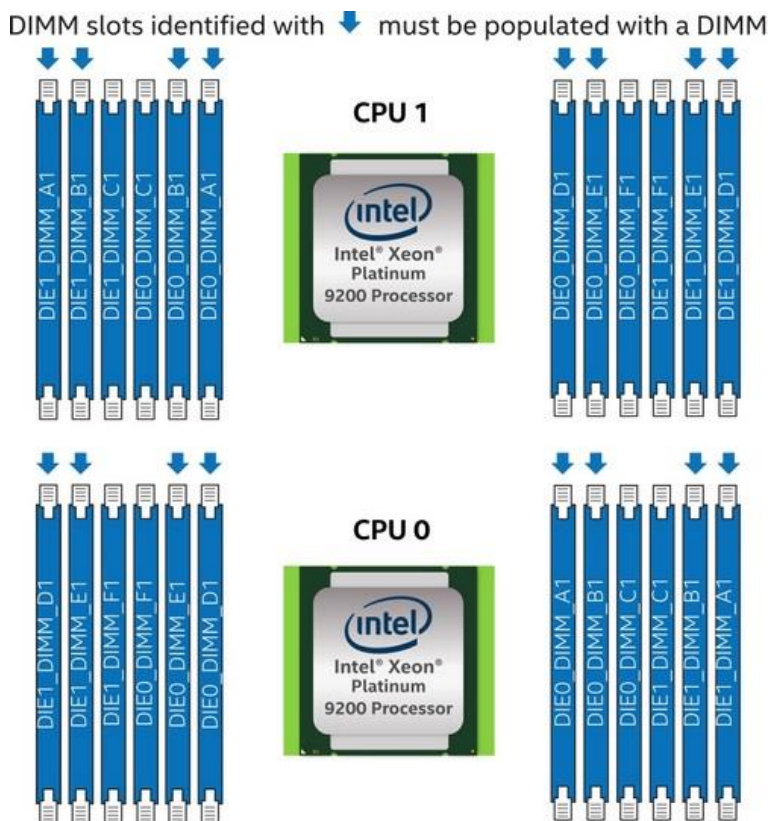 DIMM slots identified with must be populated with a DIMM
DIE1_DIMM_A1
DIE1_DIMM_B1
DIE1_DIMM_C1
DIE0_DIMM_C1
DIE0_DIMM_B1
DIE0_DIMM_A1
CPU 1
intel
Intel® Xeon®
Platinum
9200 Processor
DIE0_DIMM_D1
DIE0_DIMM_E1
DIE0_DIMM_F1
DIE1_DIMM_F1
DIE1_DIMM_E1
DIE1_DIMM_D1
DIE1_DIMM_D1
DIE1_DIMM_E1
DIE1_DIMM_F1
DIE0_DIMM_F1
DIE0_DIMM_E1
DIE0_DIMM_D1
CPU 0
intel
Intel® Xeon®
Platinum
9200 Processor
DIE0_DIMM_A1
DIE0_DIMM_B1
DIE0_DIMM_C1
DIE1_DIMM_C1
DIE1_DIMM_B1
DIE1_DIMM_A1